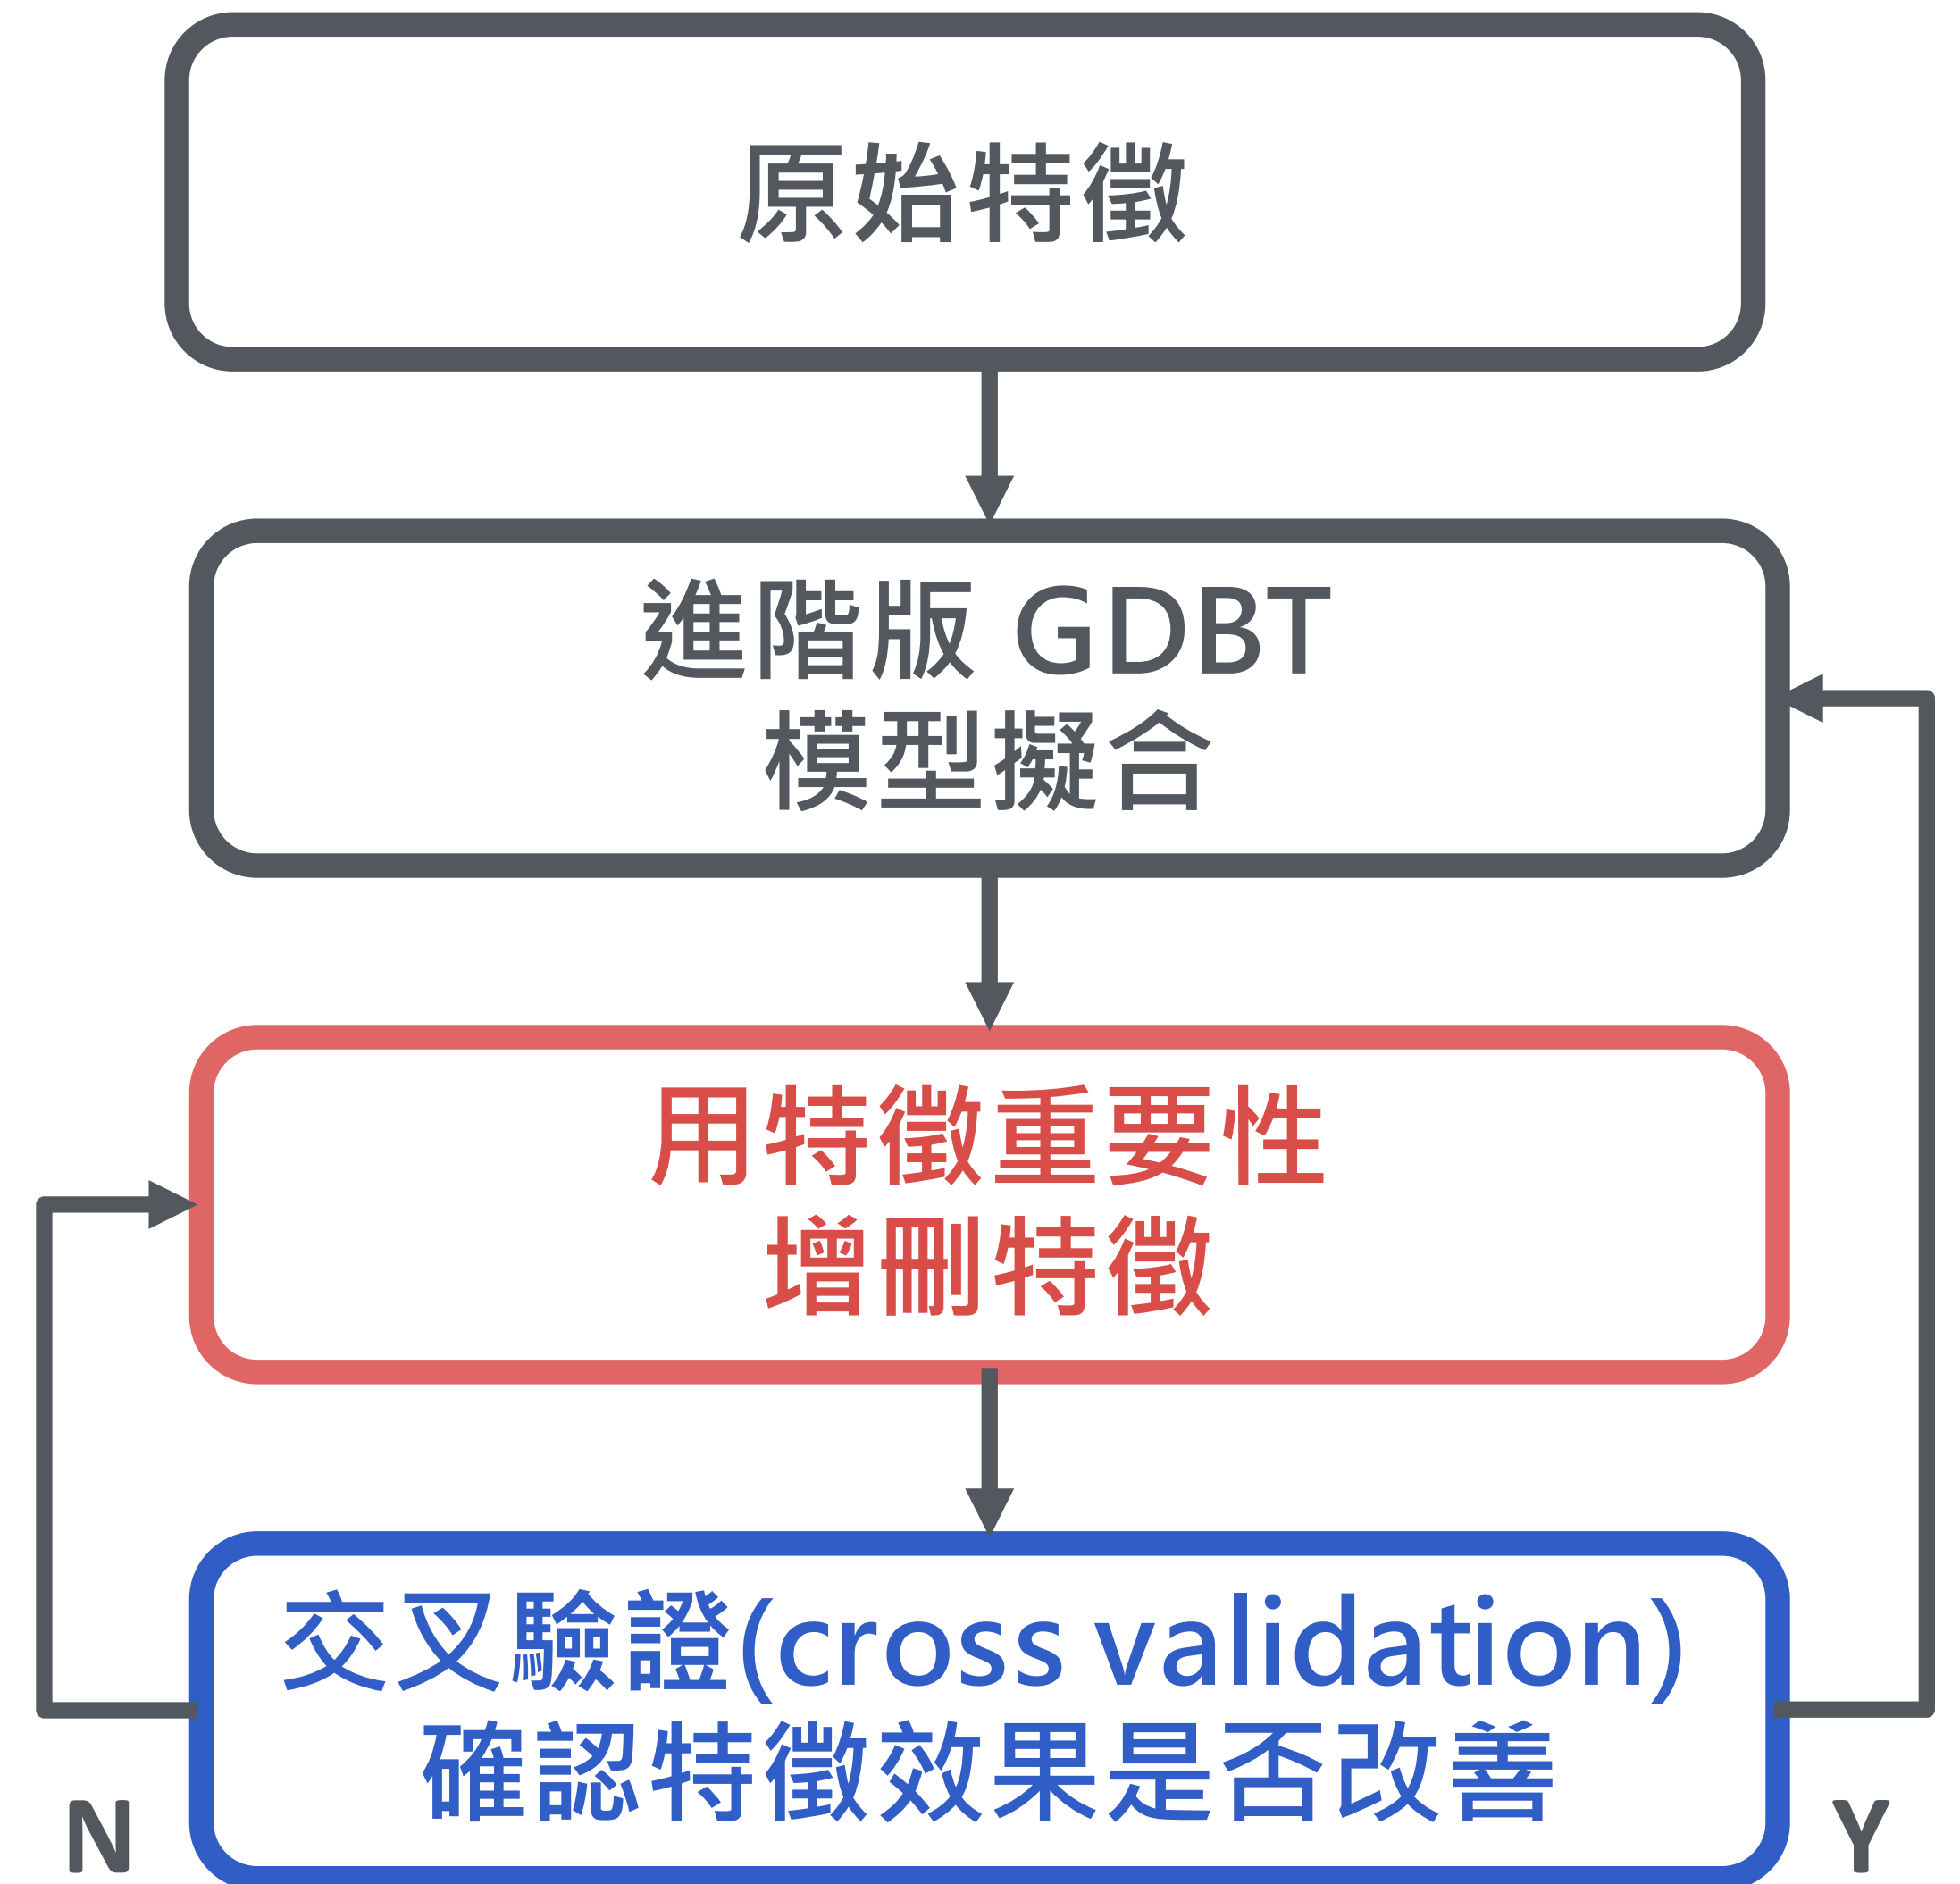 原始特徵
進階版 GDBT
模型擬合
用特徵重要性
增刪特徵
交叉驗證(cross validation)
確認特徵效果是否改善
N
Y